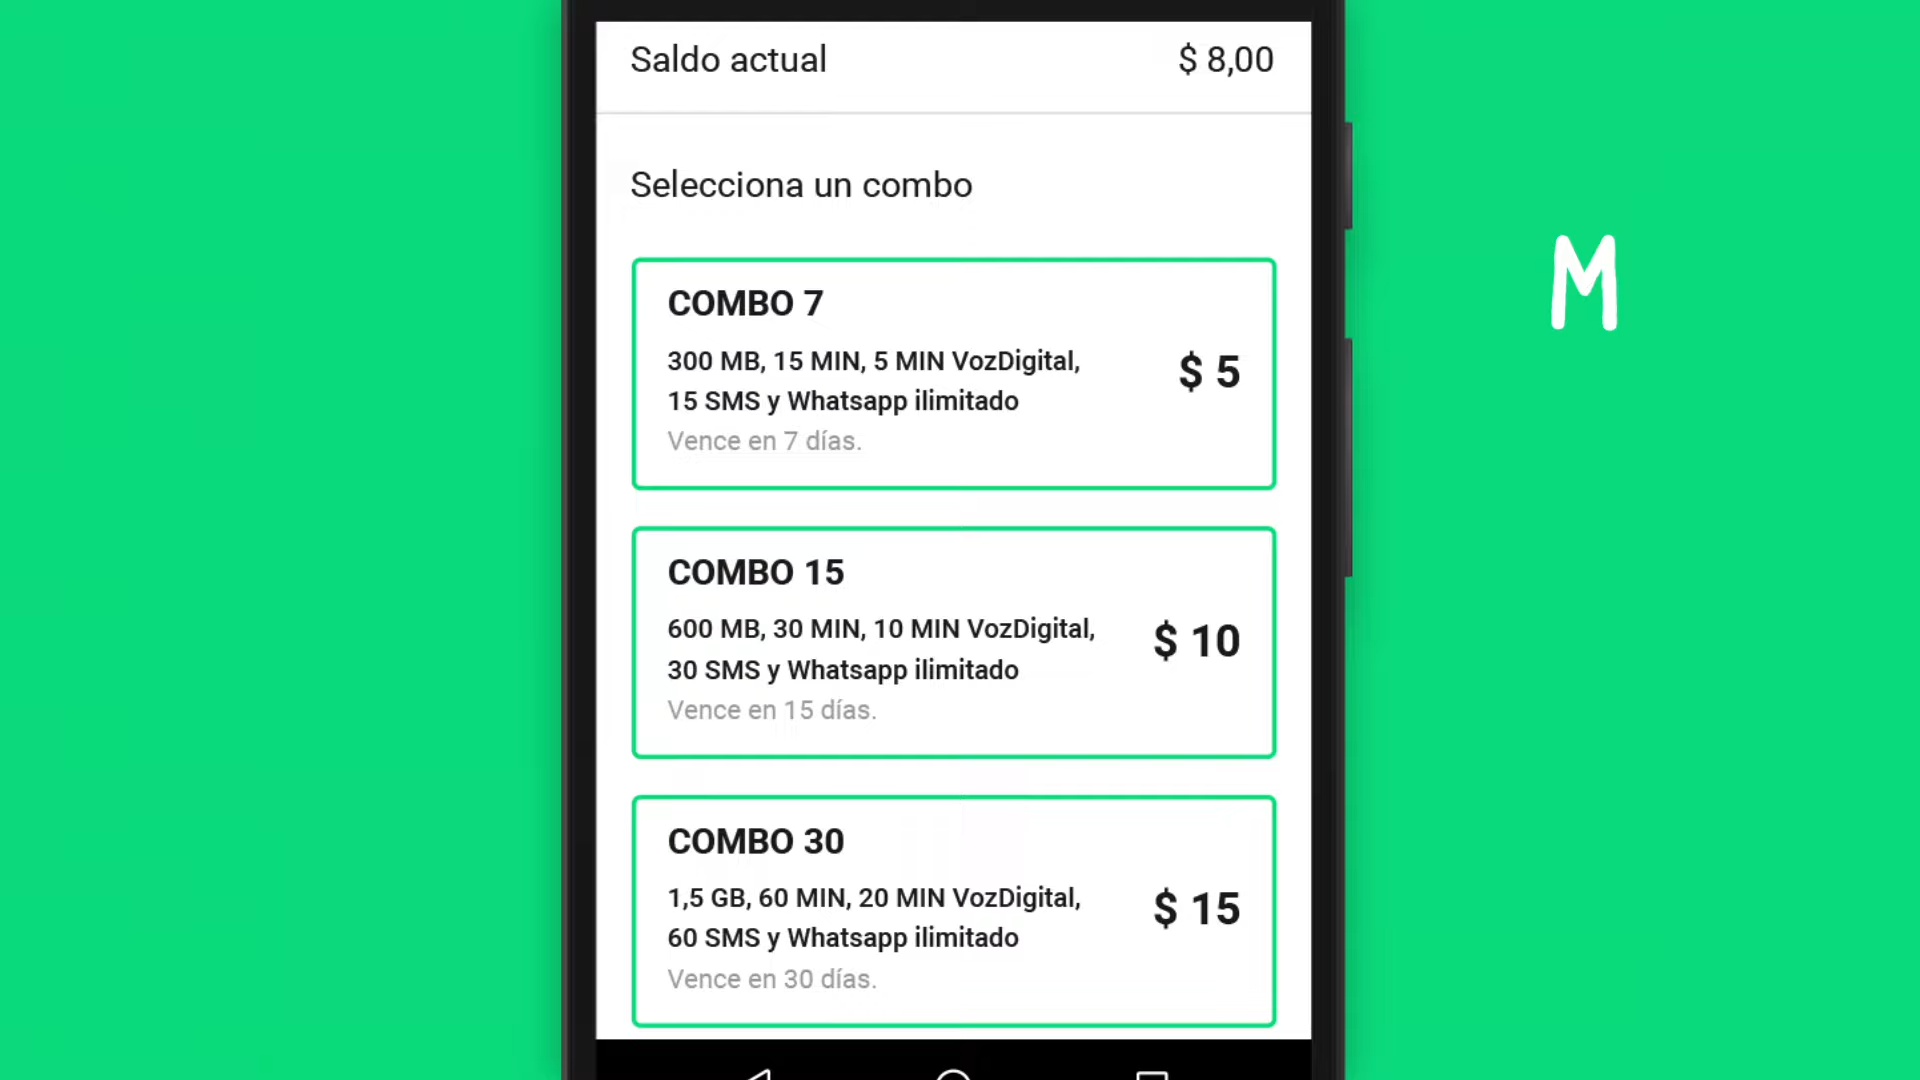 Saldo actual $ 8,00
Selecciona un combo
M
COMBO 7
300 MB, 15 MIN, 5 MIN VozDigital,
15 SMS y Whatsapp ilimitado
$ 5
Vence en 7 días.
COMBO 15
600 MB, 30 MIN, 10 MIN VozDigital,
30 SMS y Whatsapp ilimitado
$ 10
Vence en 15 días.
COMBO 30
1,5 GB, 60 MIN, 20 MIN VozDigital,
60 SMS y Whatsapp ilimitado
$ 15
Vence en 30 días.